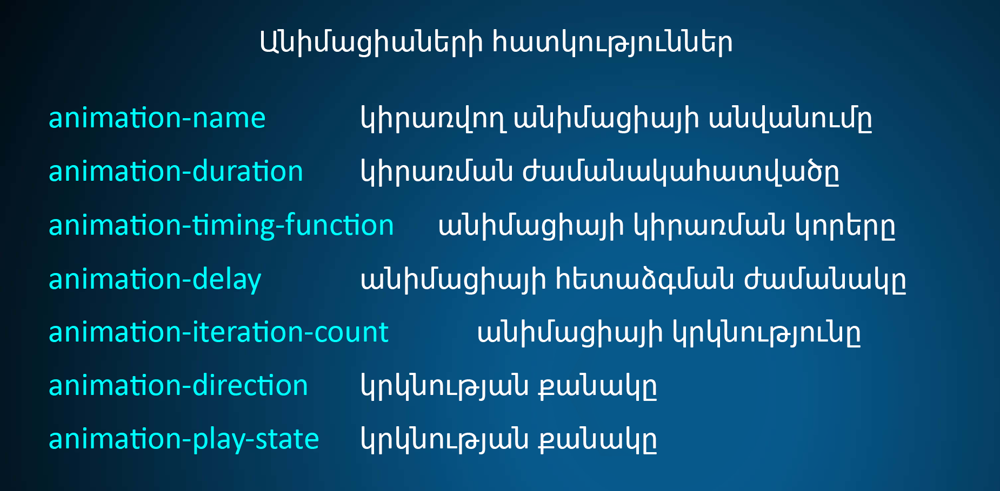 Անիմացիաների հատկություններ
animation-name կիրառվող անիմացիայի անվանումը
animation-duration կիրառման ժամանակահատվածը
animation-timing-function անիմացիայի կիրառման կորերը
animation-delay անիմացիայի հետաձգման ժամանակը
animation-iteration-count անիմացիայի կրկնությունը
animation-direction կրկնության քանակը
animation-play-state կրկնության քանակը